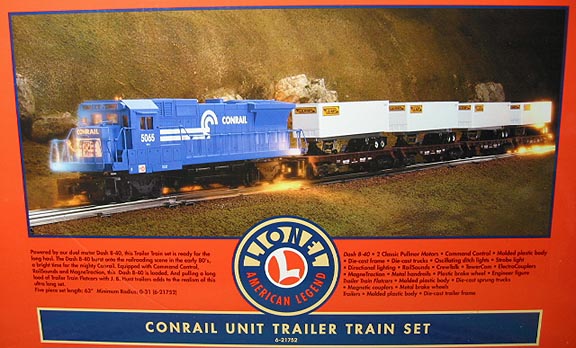 CONRAIL
5065
CONRAIL
Powered by our dual motor Dash 8-40, this Trailer Train set is ready for the
long haul. The Dash 8-40 burst onto the railroading scene in the early 80's,
a bright time for the mighty Conrail. Equipped with Command Control,
RailSounds and MagneTraction, this Dash 8-40 is loaded. And pulling a long
load of Trailer Train Flatcars with J. B. Hunt trailers adds to the realism of this
ultra long set.
Five piece set length: 63" Minimum Radius: 0-31 (6-21752)
LIONEL
L
AMERICAN LEGEND
Dash 8-40 • 2 Classic Pullmor Motors • Command Control • Molded plastic body
• Die-cast frame • Die-cast trucks • Oscillating ditch lights • Strobe light
• Directional lighting • RailSounds • CrewTalk • TowerCom • ElectroCouplers
• MagneTraction • Metal handrails • Plastic brake wheel • Engineer figure
Trailer Train Flatcars • Molded plastic body • Die-cast sprung trucks
• Magnetic couplers • Metal brake wheels
Trailers • Molded plastic body • Die-cast trailer frame
CONRAIL UNIT TRAILER TRAIN SET
6-21752